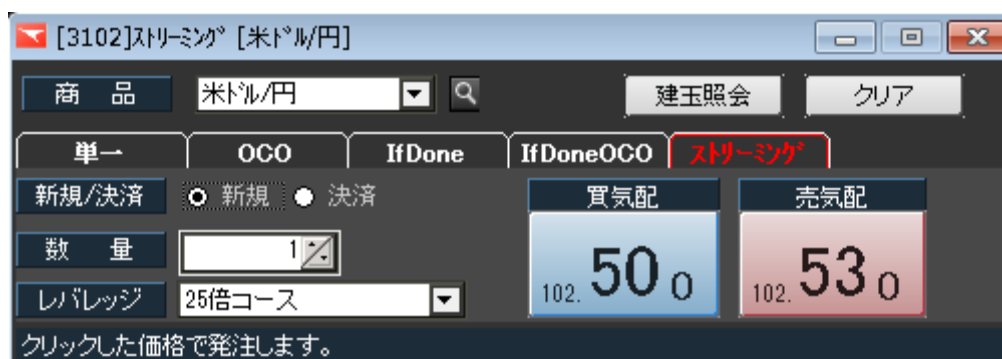 [3102]ｽﾄﾘｰﾐﾝｸﾞ [米ﾄﾞﾙ/円]
商　品 米ﾄﾞﾙ/円 建玉照会 クリア
単一 OCO IfDone IfDoneOCO ｽﾄﾘｰﾐﾝｸﾞ
新規/決済 新規 決済 買気配 売気配
数　量 1
102. 50 0 102. 53 0
レバレッジ 25倍コース
クリックした価格で発注します。